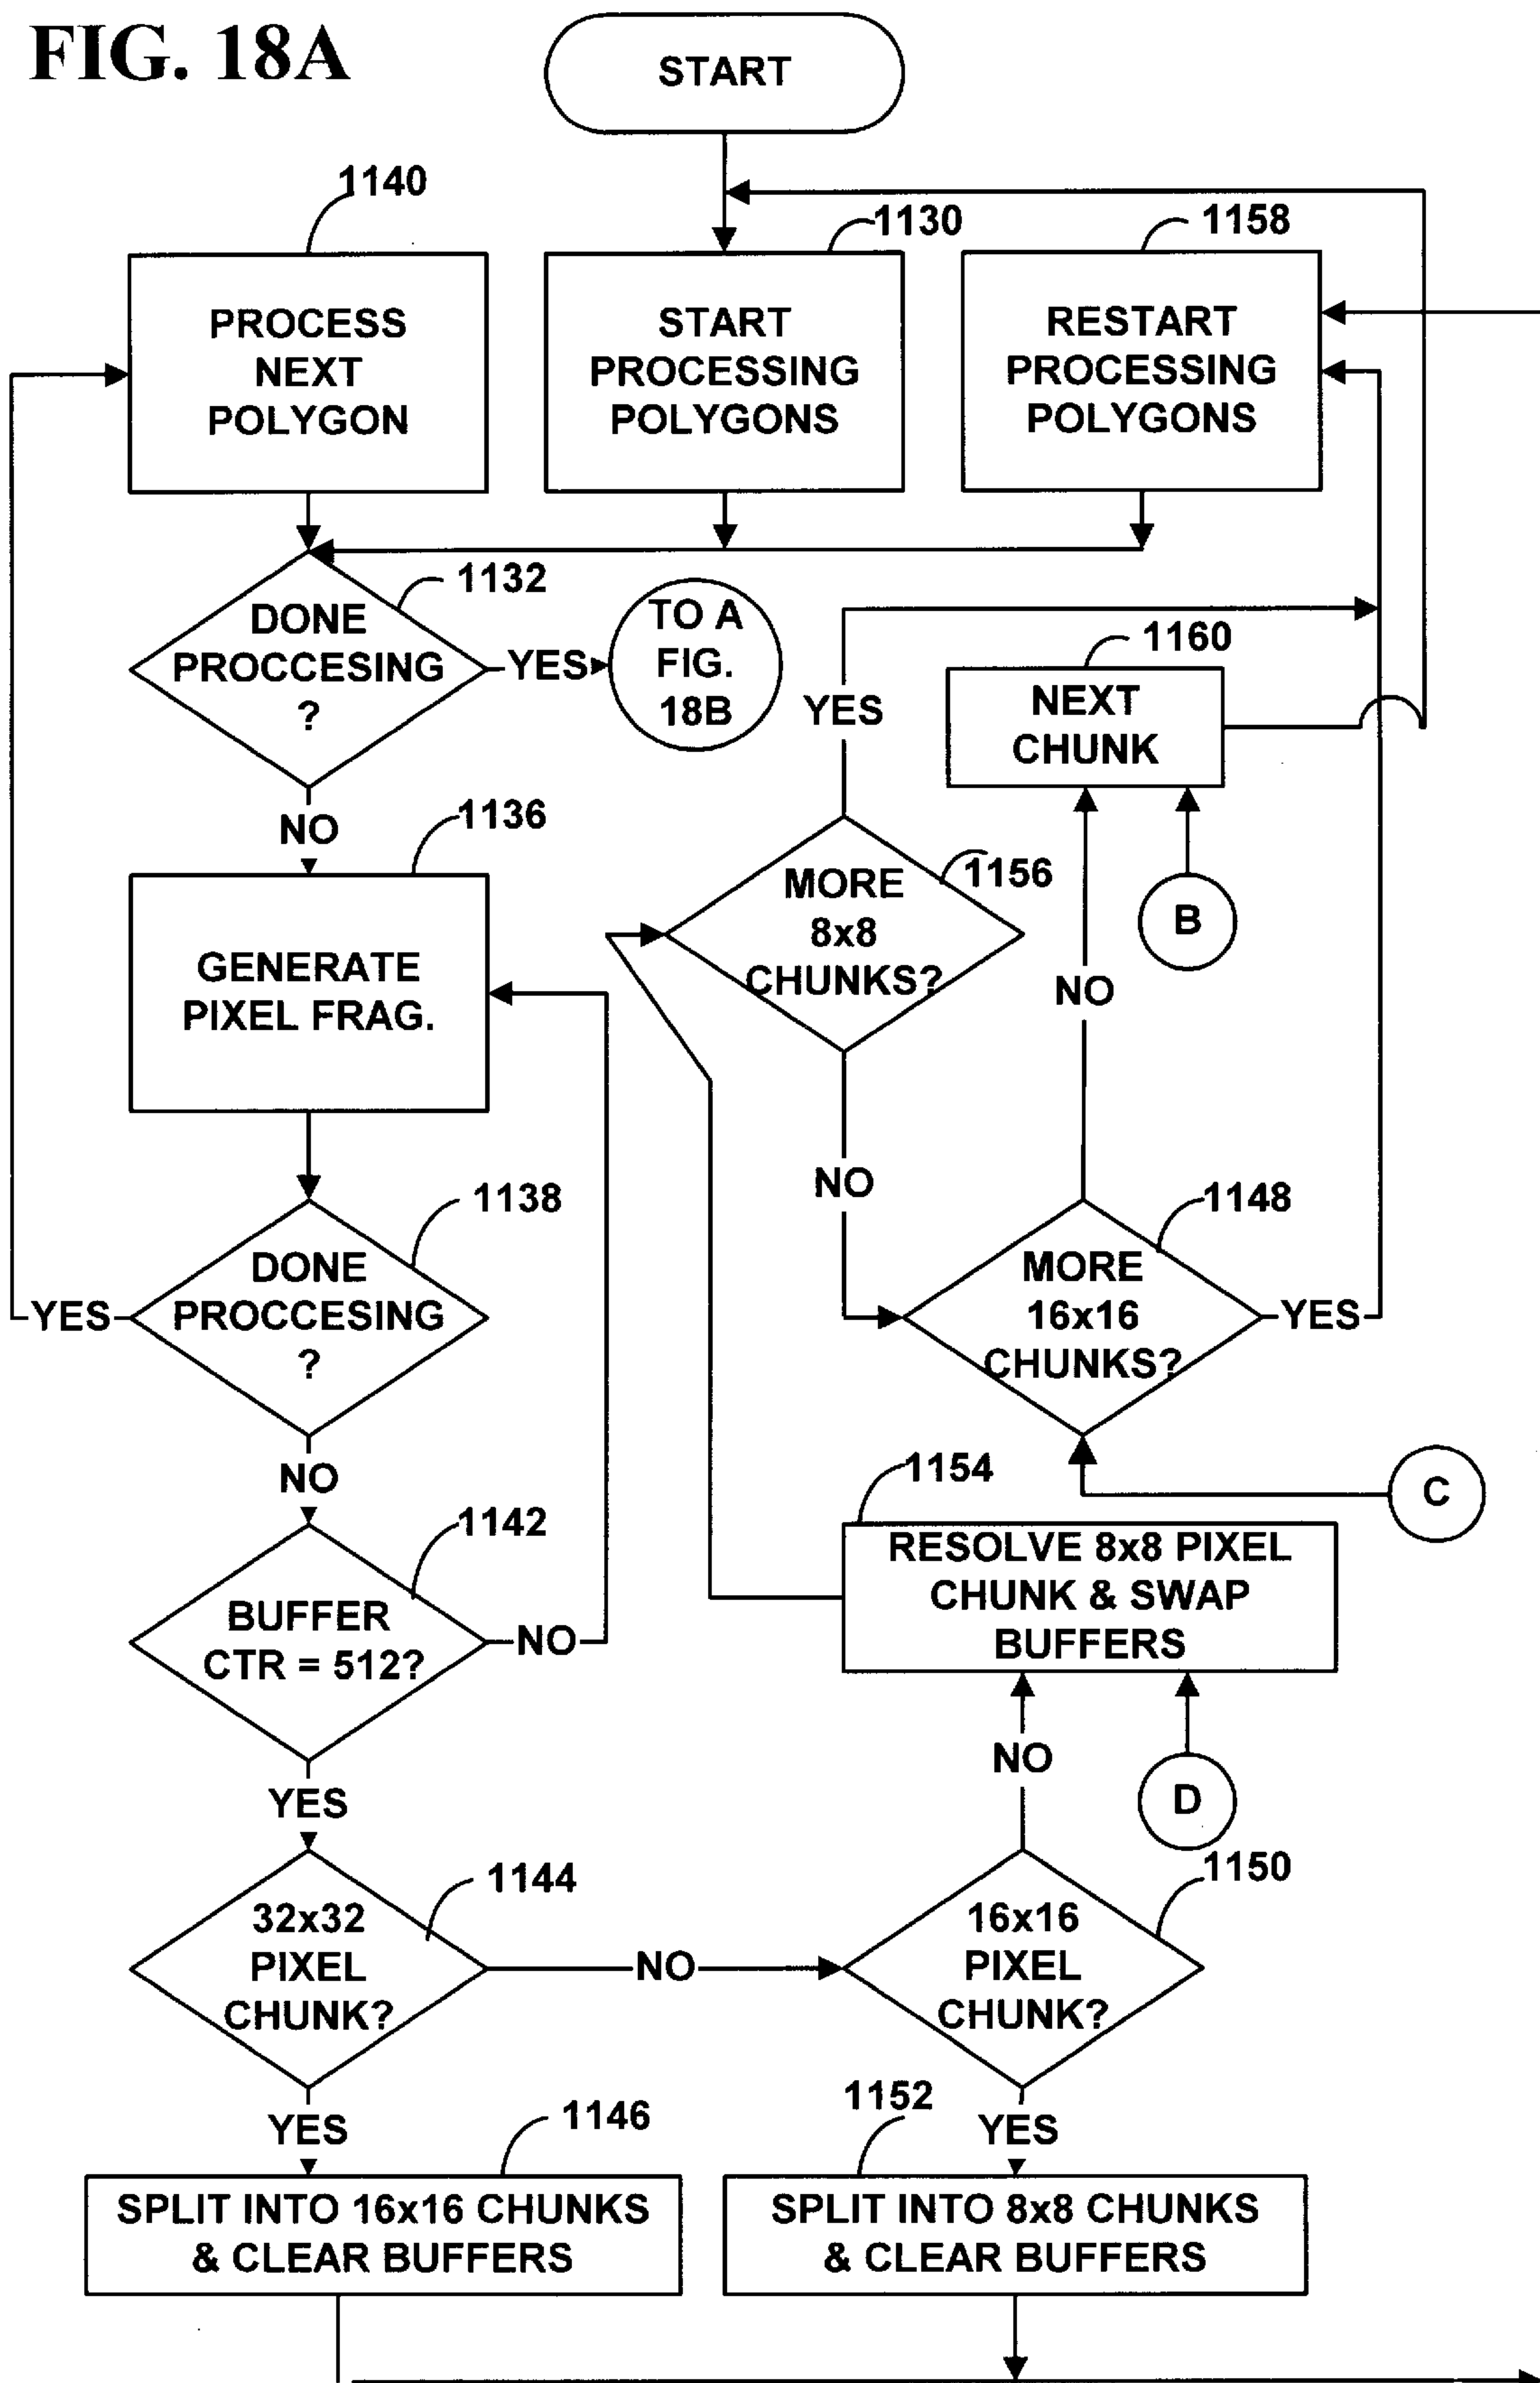 FIG. 18A
START
1140
1130
1158
PROCESS
NEXT
POLYGON
START
PROCESSING
POLYGONS
RESTART
PROCESSING
POLYGONS
1132
DONE
PROCCESING
?
YES
TO A
FIG.
18B
NO
1160
NEXT
CHUNK
YES
1136
GENERATE
PIXEL FRAG.
1156
MORE
8x8
CHUNKS?
B
NO
NO
1138
DONE
PROCCESING
?
YES
1148
MORE
16x16
CHUNKS?
YES
NO
1142
BUFFER
CTR = 512?
NO
1154
RESOLVE 8x8 PIXEL
CHUNK & SWAP
BUFFERS
C
NO
D
YES
1144
32x32
PIXEL
CHUNK?
NO
1150
16x16
PIXEL
CHUNK?
YES
1146
SPLIT INTO 16x16 CHUNKS
& CLEAR BUFFERS
1152
YES
SPLIT INTO 8x8 CHUNKS
& CLEAR BUFFERS